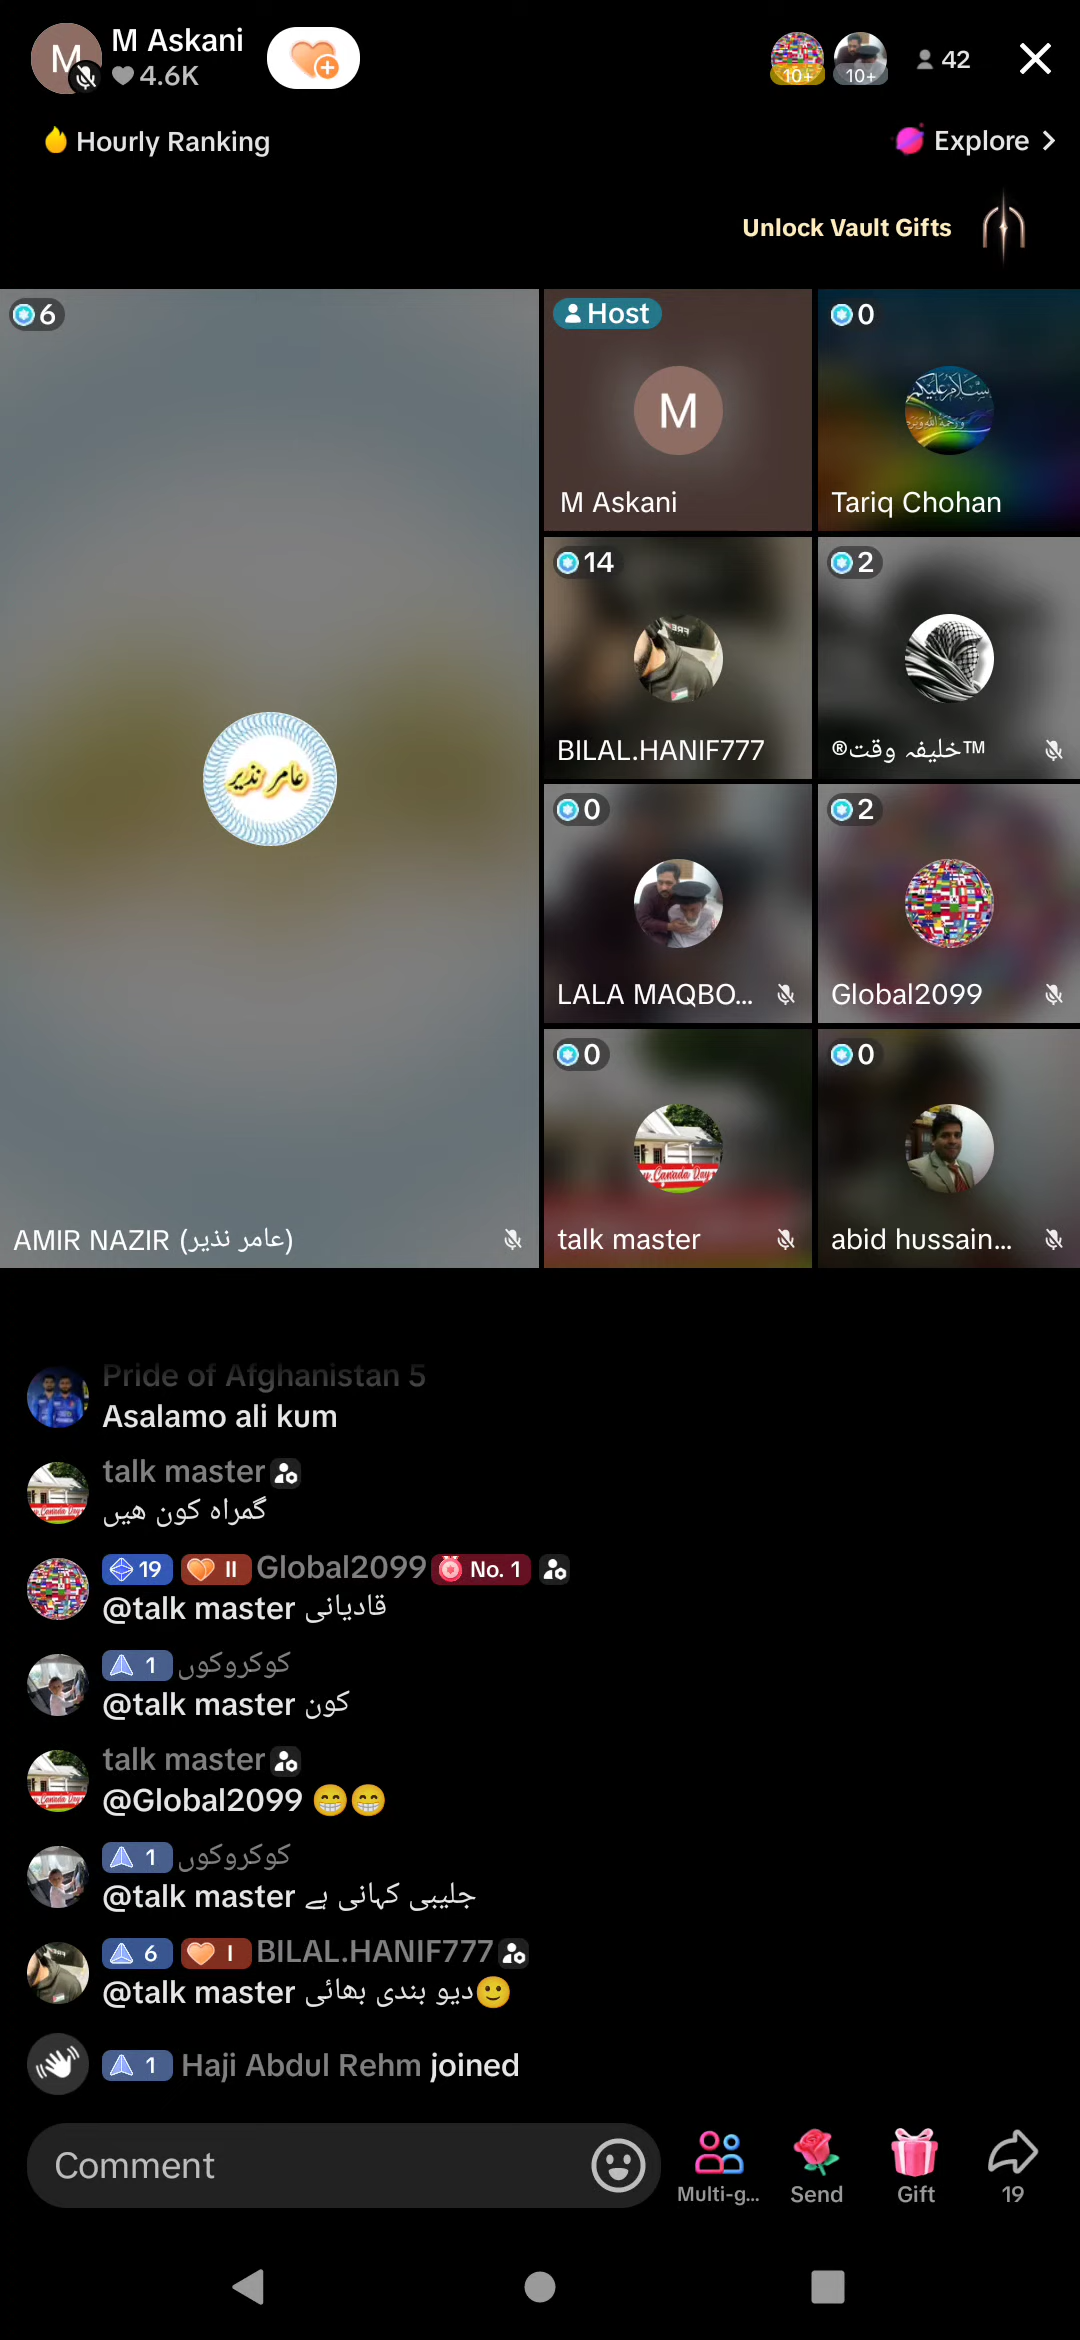 M Askani
4.6K
10+
10+
42
Hourly Ranking
Explore
Unlock Vault Gifts
6
عامر نذیر
AMIR NAZIR (عامر نذیر)
Host
M
M Askani
0
Tariq Chohan
14
BILAL.HANIF777
2
®خلیفہ وقت™
0
LALA MAQBO...
2
Global2099
0
Canada Day
talk master
0
abid hussain...
Pride of Afghanistan 5
Asalamo ali kum
talk master
گمراہ کون ھیں
19 II Global2099 No. 1
@talk master قادیانی
1 کوکروکوں
@talk master کون
talk master
@Global2099 😁😁
1 کوکروکوں
@talk master جلیبی کہانی ہے
6 I BILAL.HANIF777
@talk master دیو بندی بھائی🙂
1 Haji Abdul Rehm joined
Comment
Multi-g...
Send
Gift
19